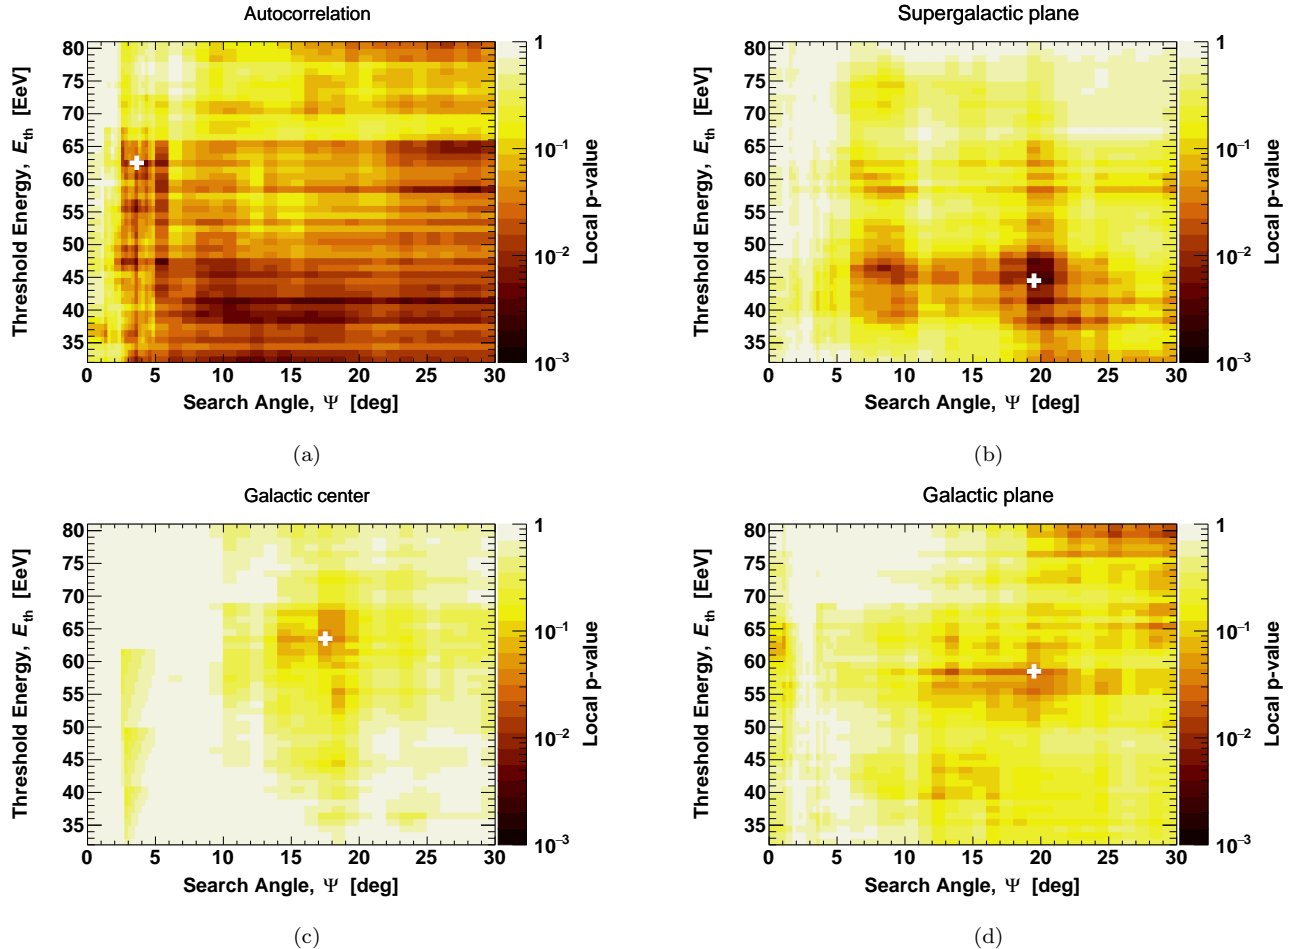 Autocorrelation
Threshold Energy, E_th [EeV]
80
75
70
65
60
55
50
45
40
35
0 5 10 15 20 25 30
Search Angle, Ψ [deg]
1
10⁻¹
10⁻²
10⁻³
Local p-value
(a)
Supergalactic plane
Threshold Energy, E_th [EeV]
80
75
70
65
60
55
50
45
40
35
0 5 10 15 20 25 30
Search Angle, Ψ [deg]
1
10⁻¹
10⁻²
10⁻³
Local p-value
(b)
Galactic center
Threshold Energy, E_th [EeV]
80
75
70
65
60
55
50
45
40
35
0 5 10 15 20 25 30
Search Angle, Ψ [deg]
1
10⁻¹
10⁻²
10⁻³
Local p-value
(c)
Galactic plane
Threshold Energy, E_th [EeV]
80
75
70
65
60
55
50
45
40
35
0 5 10 15 20 25 30
Search Angle, Ψ [deg]
1
10⁻¹
10⁻²
10⁻³
Local p-value
(d)